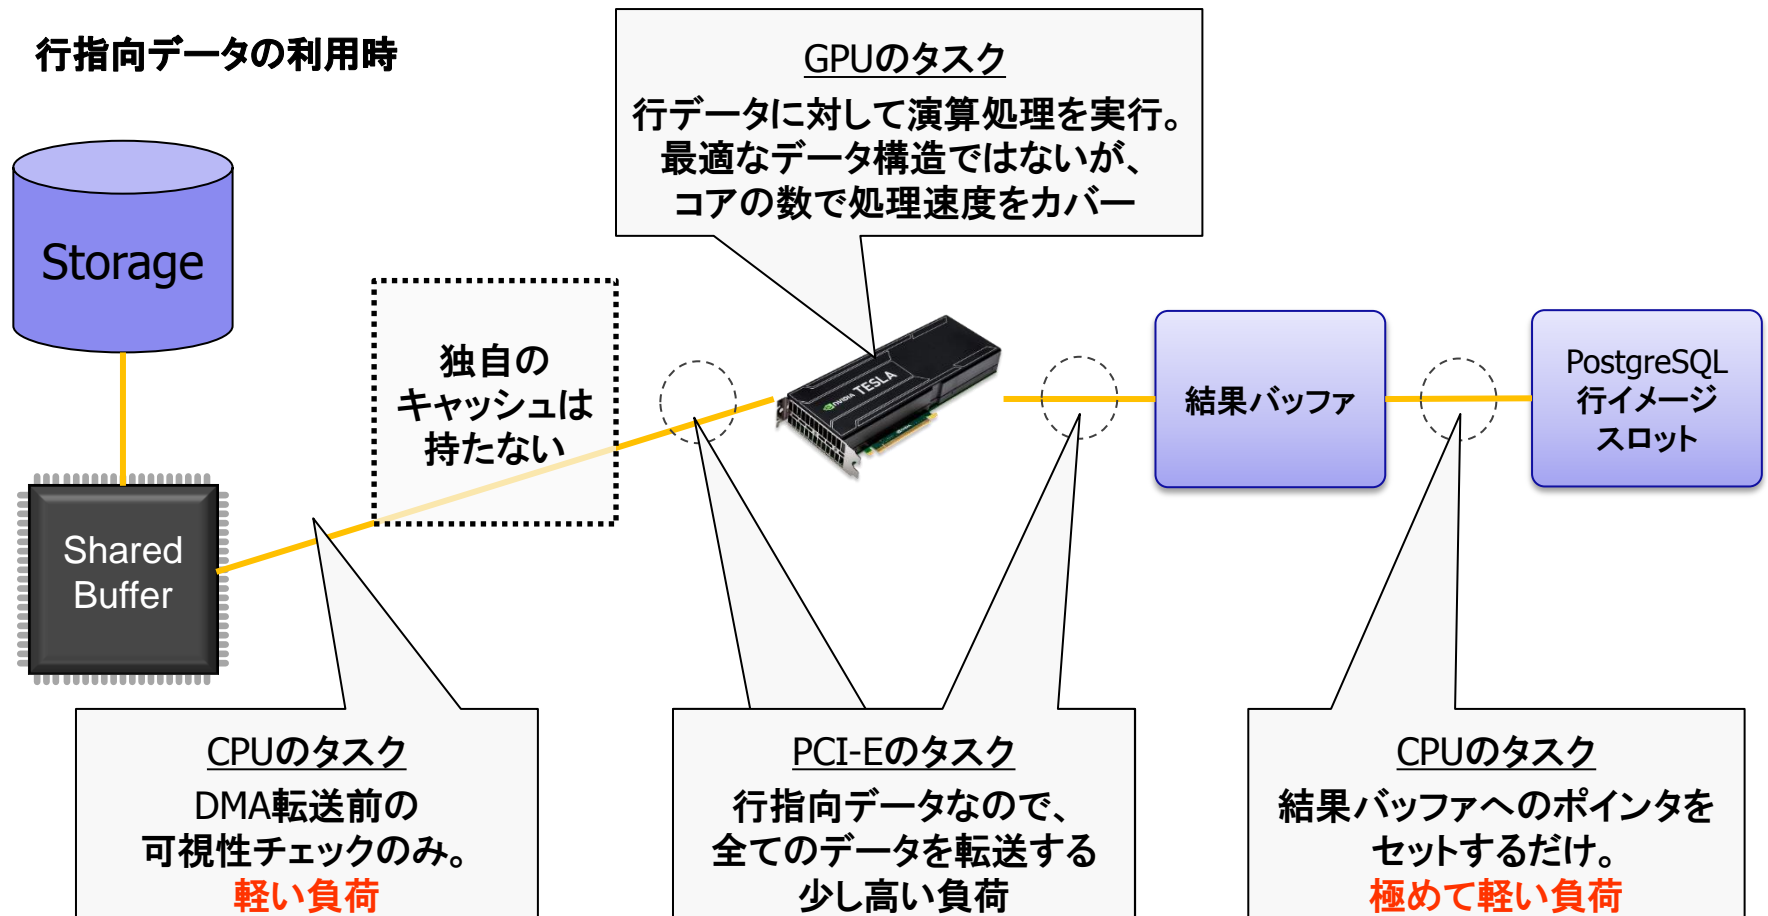 行指向データの利用時
GPUのタスク
行データに対して演算処理を実行。
最適なデータ構造ではないが、
コアの数で処理速度をカバー
Storage
独自の
キャッシュは
持たない
NVIDIA TESLA
結果バッファ
PostgreSQL
行イメージ
スロット
Shared
Buffer
CPUのタスク
DMA転送前の
可視性チェックのみ。
軽い負荷
PCI-Eのタスク
行指向データなので、
全てのデータを転送する
少し高い負荷
CPUのタスク
結果バッファへのポインタを
セットするだけ。
極めて軽い負荷